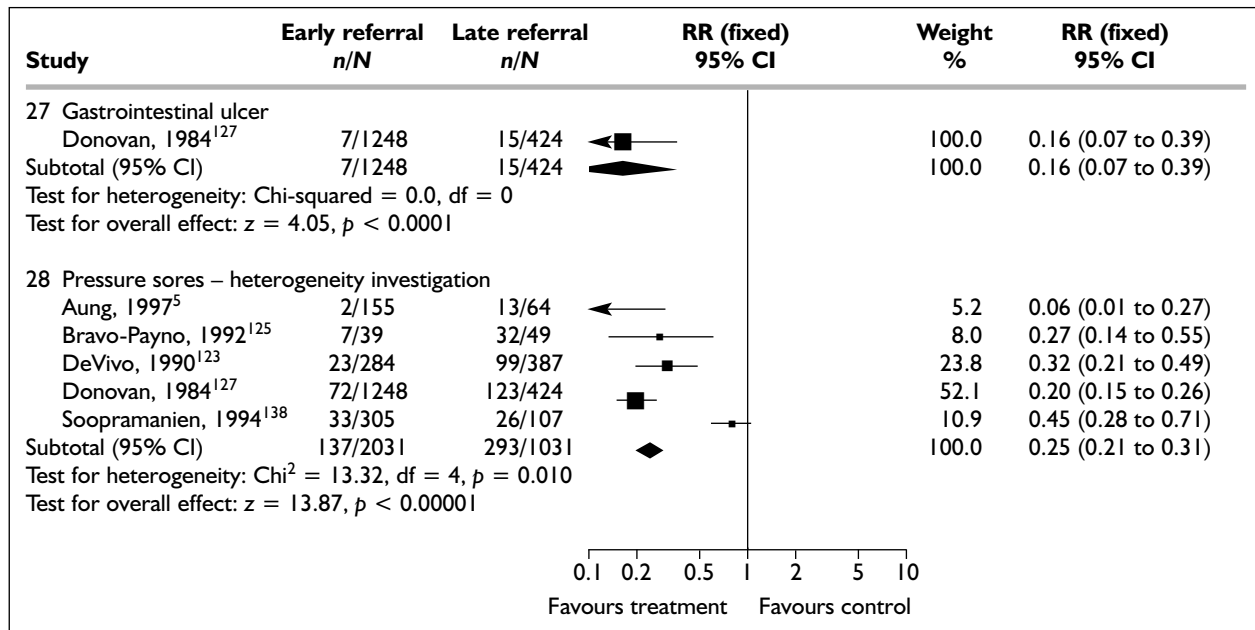 Early referral Late referral RR (fixed) Weight RR (fixed)
Study n/N n/N 95% CI % 95% CI
27 Gastrointestinal ulcer
Donovan, 1984¹²⁷ 7/1248 15/424 100.0 0.16 (0.07 to 0.39)
Subtotal (95% CI) 7/1248 15/424 100.0 0.16 (0.07 to 0.39)
Test for heterogeneity: Chi-squared = 0.0, df = 0
Test for overall effect: z = 4.05, p < 0.0001
28 Pressure sores – heterogeneity investigation
Aung, 1997⁵ 2/155 13/64 5.2 0.06 (0.01 to 0.27)
Bravo-Payno, 1992¹²⁵ 7/39 32/49 8.0 0.27 (0.14 to 0.55)
DeVivo, 1990¹²³ 23/284 99/387 23.8 0.32 (0.21 to 0.49)
Donovan, 1984¹²⁷ 72/1248 123/424 52.1 0.20 (0.15 to 0.26)
Soopramanien, 1994¹³⁸ 33/305 26/107 10.9 0.45 (0.28 to 0.71)
Subtotal (95% CI) 137/2031 293/1031 100.0 0.25 (0.21 to 0.31)
Test for heterogeneity: Chi² = 13.32, df = 4, p = 0.010
Test for overall effect: z = 13.87, p < 0.00001
0.1 0.2 0.5 1 2 5 10
Favours treatment Favours control